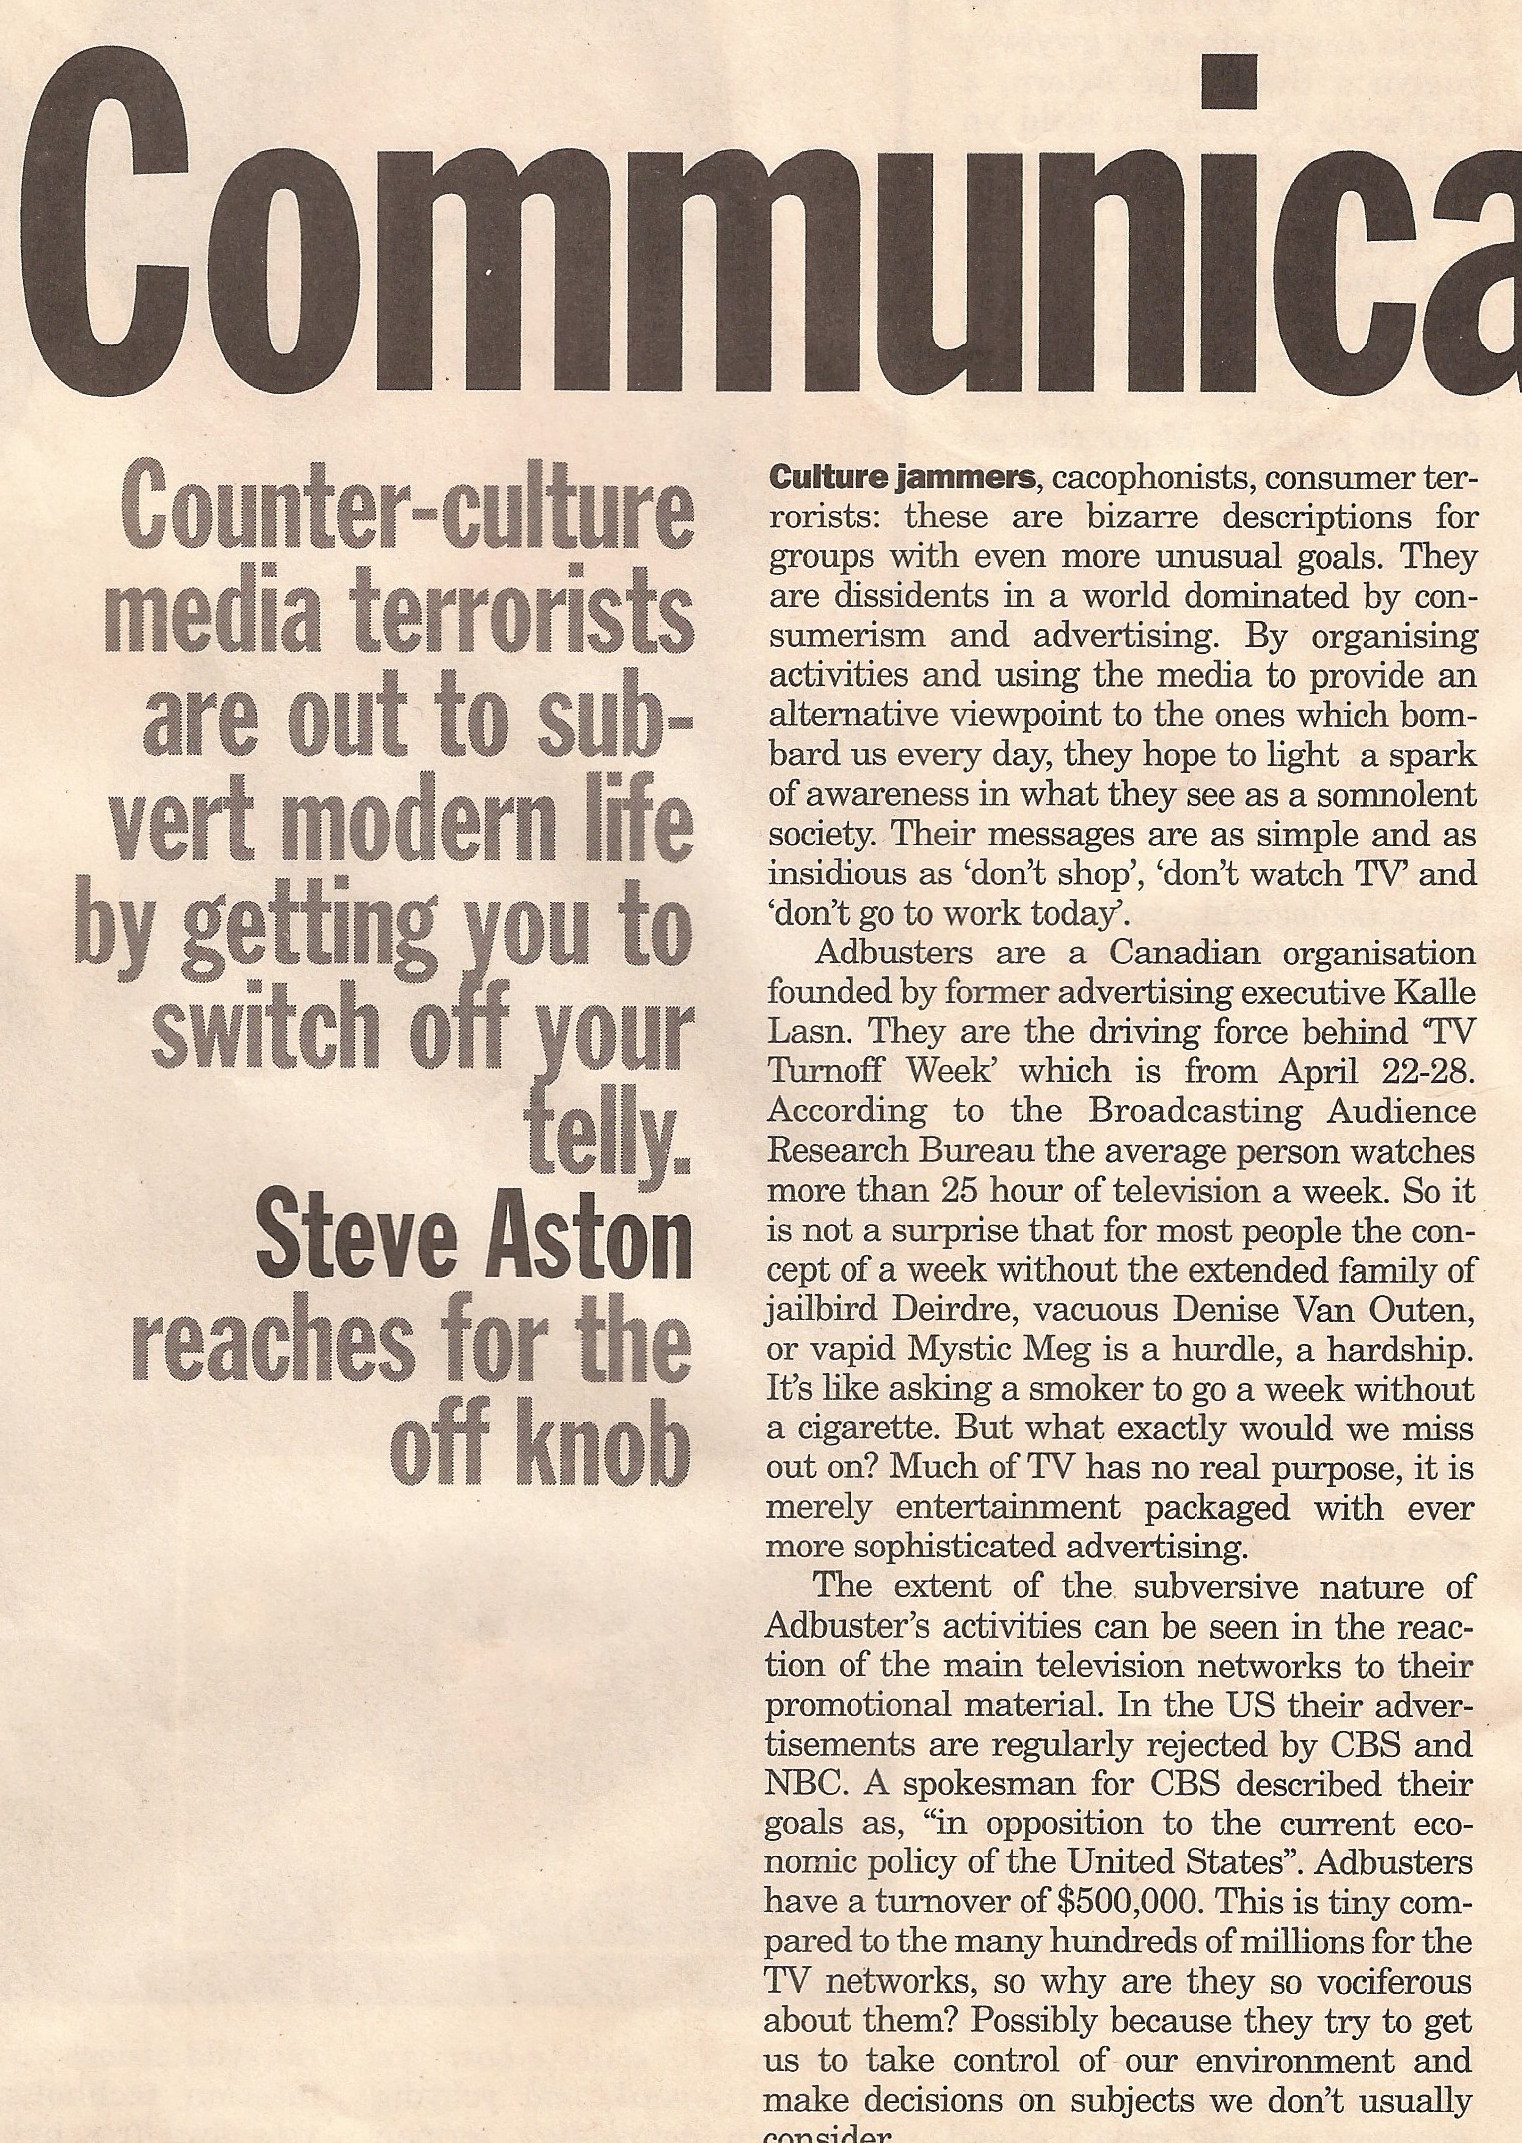 Communica
Counter-culture
media terrorists
are out to sub-
vert modern life
by getting you to
switch off your
telly.
Steve Aston
reaches for the
off knob
Culture jammers, cacophonists, consumer ter-
rorists: these are bizarre descriptions for
groups with even more unusual goals. They
are dissidents in a world dominated by con-
sumerism and advertising. By organising
activities and using the media to provide an
alternative viewpoint to the ones which bom-
bard us every day, they hope to light a spark
of awareness in what they see as a somnolent
society. Their messages are as simple and as
insidious as ‘don’t shop’, ‘don’t watch TV’ and
‘don’t go to work today’.
Adbusters are a Canadian organisation
founded by former advertising executive Kalle
Lasn. They are the driving force behind ‘TV
Turnoff Week’ which is from April 22-28.
According to the Broadcasting Audience
Research Bureau the average person watches
more than 25 hour of television a week. So it
is not a surprise that for most people the con-
cept of a week without the extended family of
jailbird Deirdre, vacuous Denise Van Outen,
or vapid Mystic Meg is a hurdle, a hardship.
It’s like asking a smoker to go a week without
a cigarette. But what exactly would we miss
out on? Much of TV has no real purpose, it is
merely entertainment packaged with ever
more sophisticated advertising.
The extent of the subversive nature of
Adbuster’s activities can be seen in the reac-
tion of the main television networks to their
promotional material. In the US their adver-
tisements are regularly rejected by CBS and
NBC. A spokesman for CBS described their
goals as, “in opposition to the current eco-
nomic policy of the United States”. Adbusters
have a turnover of $500,000. This is tiny com-
pared to the many hundreds of millions for the
TV networks, so why are they so vociferous
about them? Possibly because they try to get
us to take control of our environment and
make decisions on subjects we don’t usually
consider.